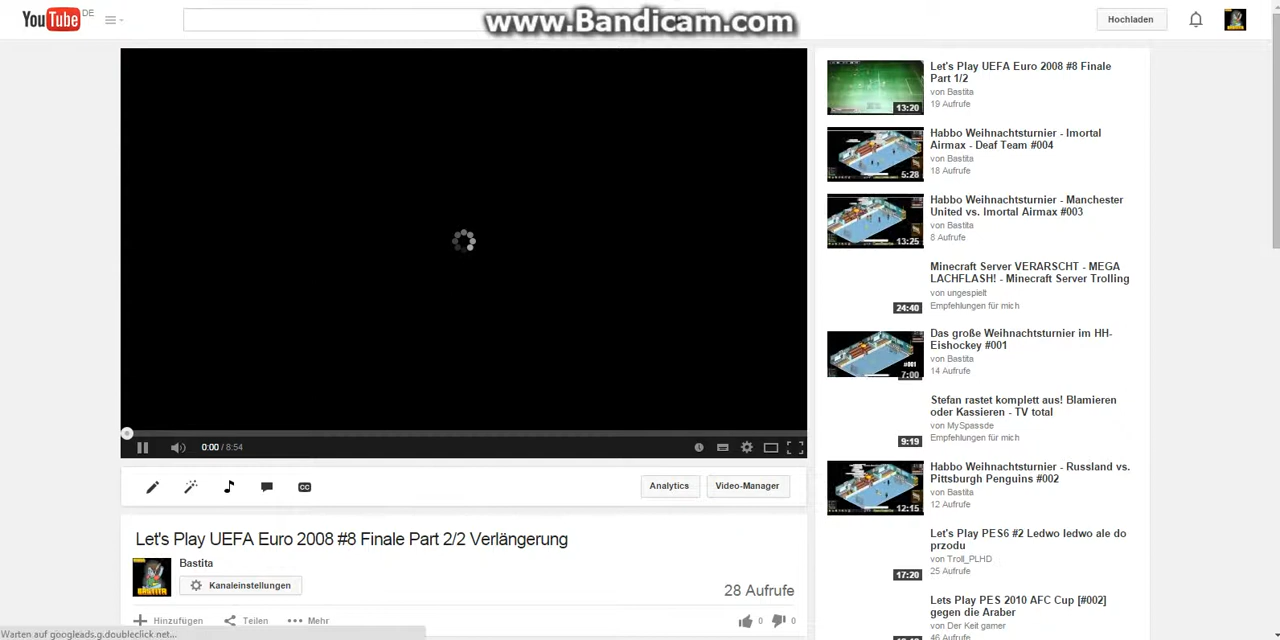 YouTube DE
www.Bandicam.com
Hochladen
0:00 / 8:54
CC
Analytics
Video-Manager
Let's Play UEFA Euro 2008 #8 Finale Part 2/2 Verlängerung
BASTITA
Bastita
Kanaleinstellungen
28 Aufrufe
Hinzufügen
Teilen
Mehr
0
0
Warten auf googleads.g.doubleclick.net...
13:20
Let's Play UEFA Euro 2008 #8 Finale
Part 1/2
von Bastita
19 Aufrufe
5:28
Habbo Weihnachtsturnier - Imortal
Airmax - Deaf Team #004
von Bastita
18 Aufrufe
13:25
Habbo Weihnachtsturnier - Manchester
United vs. Imortal Airmax #003
von Bastita
8 Aufrufe
24:40
Minecraft Server VERARSCHT - MEGA
LACHFLASH! - Minecraft Server Trolling
von ungespielt
Empfehlungen für mich
#001
7:00
Das große Weihnachtsturnier im HH-
Eishockey #001
von Bastita
14 Aufrufe
9:19
Stefan rastet komplett aus! Blamieren
oder Kassieren - TV total
von MySpassde
Empfehlungen für mich
12:15
Habbo Weihnachtsturnier - Russland vs.
Pittsburgh Penguins #002
von Bastita
12 Aufrufe
17:20
Let's Play PES6 #2 Ledwo ledwo ale do
przodu
von Troll_PLHD
25 Aufrufe
Lets Play PES 2010 AFC Cup [#002]
gegen die Araber
von Der Keit gamer
46 Aufrufe